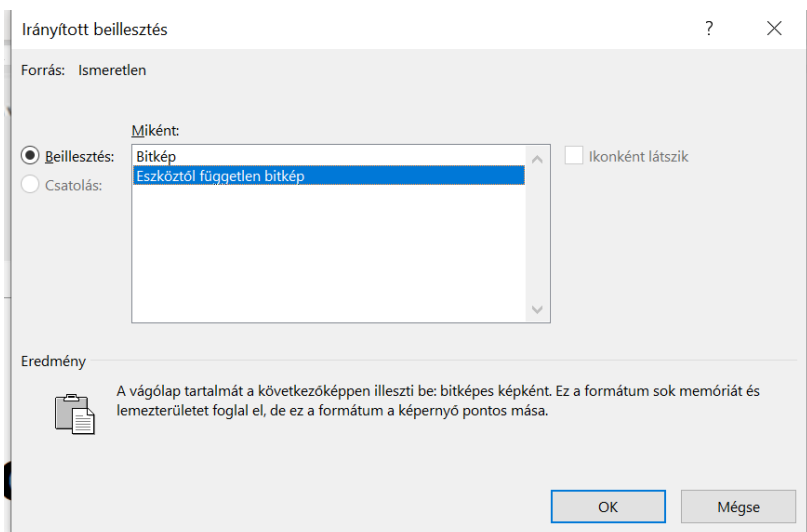 Irányított beillesztés
?
Forrás: Ismeretlen
Miként:
Beillesztés:
Csatolás:
Bitkép
Eszköztől független bitkép
Ikonként látszik
Eredmény
A vágólap tartalmát a következőképpen illeszti be: bitképes képként. Ez a formátum sok memóriát és
lemezterületet foglal el, de ez a formátum a képernyő pontos mása.
OK
Mégse